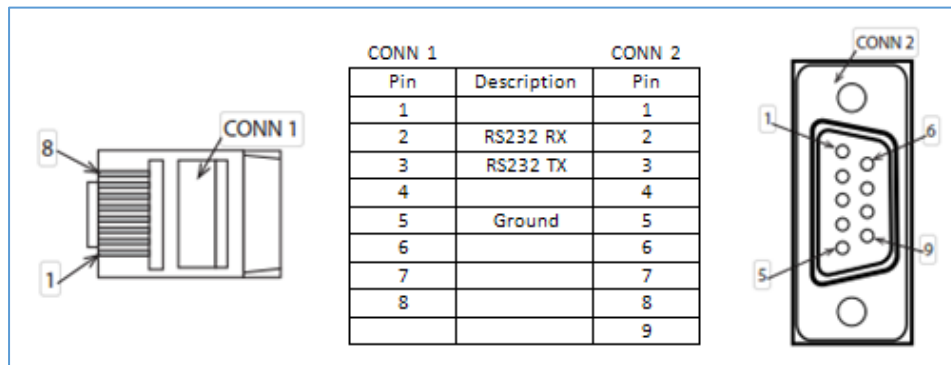 CONN 1 CONN 2
Pin Description Pin
1 1
2 RS232 RX 2
3 RS232 TX 3
4 4
5 Ground 5
6 6
7 7
8 8
9
8
CONN 1
1
CONN 2
1
6
5
9